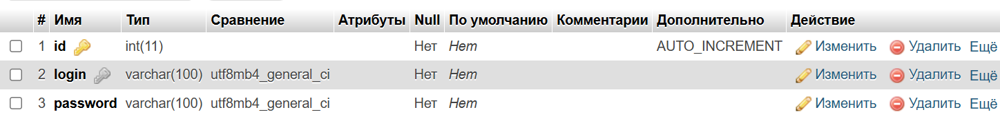 # Имя Тип Сравнение Атрибуты Null По умолчанию Комментарии Дополнительно Действие
1 id int(11) Нет Нет AUTO_INCREMENT Изменить Удалить Ещё
2 login varchar(100) utf8mb4_general_ci Нет Нет Изменить Удалить Ещё
3 password varchar(100) utf8mb4_general_ci Нет Нет Изменить Удалить Ещё